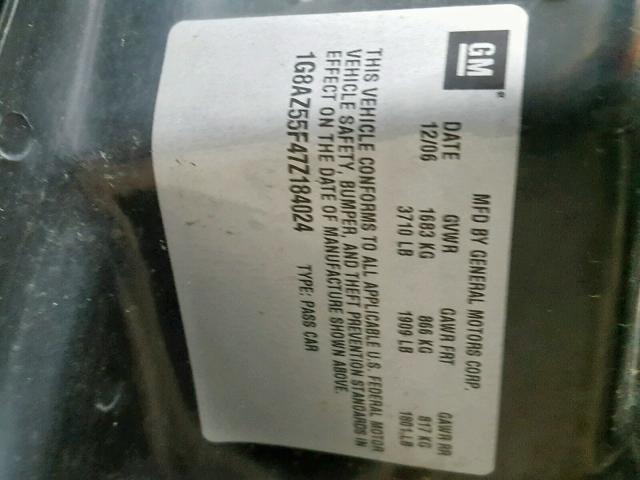 GM
MFD BY GENERAL MOTORS CORP.
DATE GVWR GAWR FRT GAWR RR
12/06 1683 KG 866 KG 817 KG
3710 LB 1909 LB 1801 LB
THIS VEHICLE CONFORMS TO ALL APPLICABLE U.S. FEDERAL MOTOR
VEHICLE SAFETY, BUMPER, AND THEFT PREVENTION STANDARDS IN
EFFECT ON THE DATE OF MANUFACTURE SHOWN ABOVE.
1G8AZ55F47Z184024 TYPE: PASS CAR